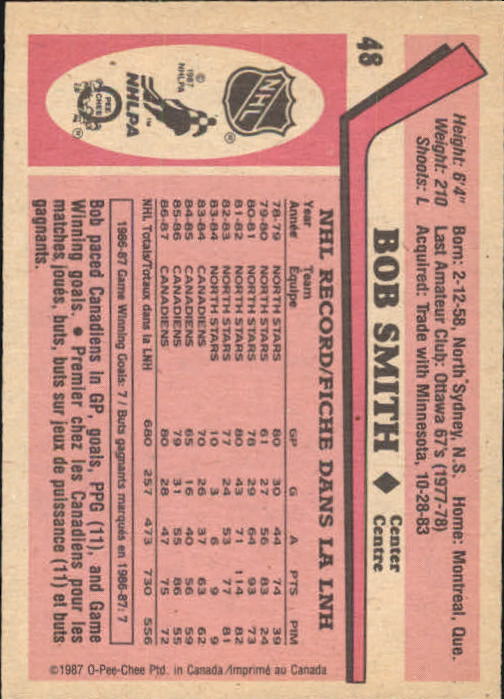 48
Height: 6'4" Born: 2-12-58, North Sydney, N.S. Home: Montréal, Que.
Weight: 210 Last Amateur Club: Ottawa 67's (1977-78)
Shoots: L Acquired: Trade with Minnesota, 10-28-83
BOB SMITH ◆ Center
Centre
NHL RECORD/FICHE DANS LA LNH
Year Team
Année Équipe GP G A PTS PIM
78-79 NORTH STARS 80 30 44 74 39
79-80 NORTH STARS 61 27 56 83 24
80-81 NORTH STARS 78 29 64 93 73
81-82 NORTH STARS 80 43 71 114 82
82-83 NORTH STARS 77 24 53 77 81
83-84 NORTH STARS 10 3 6 9 9
83-84 CANADIENS 70 26 37 63 62
84-85 CANADIENS 65 16 40 56 59
85-86 CANADIENS 79 31 55 86 55
86-87 CANADIENS 80 28 47 75 72
NHL Totals/Totaux dans la LNH 680 257 473 730 556
1986-87 Game Winning Goals: 7 / Buts gagnants marqués en 1986-87: 7
Bob paced Canadiens in GP, goals, PPG (11), and Game
Winning goals. ● Premier chez les Canadiens pour les
matches joués, buts, buts sur jeux de puissance (11) et buts-
gagnants.
NHL
®
© 1987
NHLPA
NHLPA
™
O PEE CHEE
®
©1987 O-Pee-Chee Ptd. in Canada/Imprimé au Canada